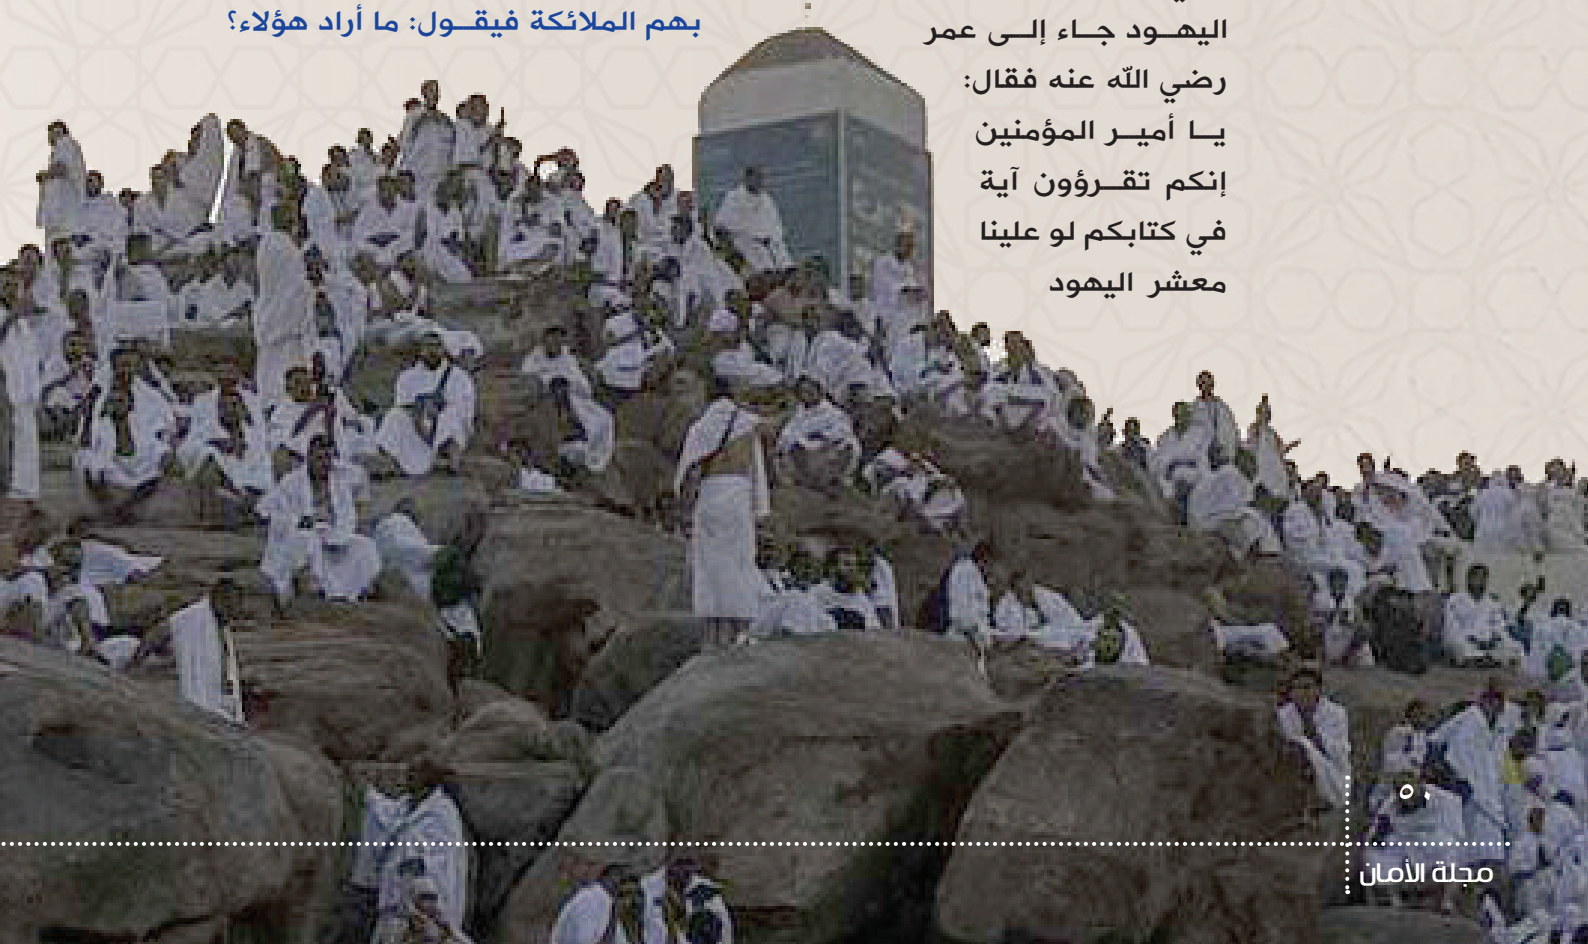 اليهود جاء إلى عمر
رضي الله عنه فقال:
يا أمير المؤمنين
إنكم تقرؤون آية
في كتابكم لو علينا
معشر اليهود
بهم الملائكة فيقول: ما أراد هؤلاء؟
٥٠
مجلة الأمان